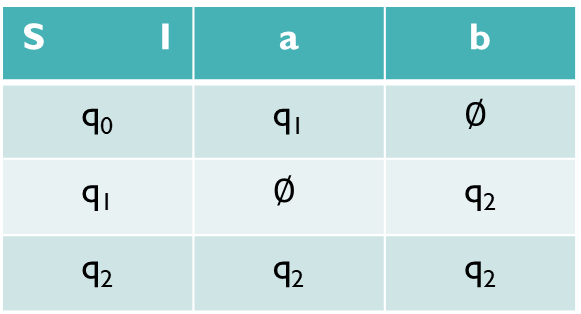 S I a b
q₀ q₁ Ø
q₁ Ø q₂
q₂ q₂ q₂